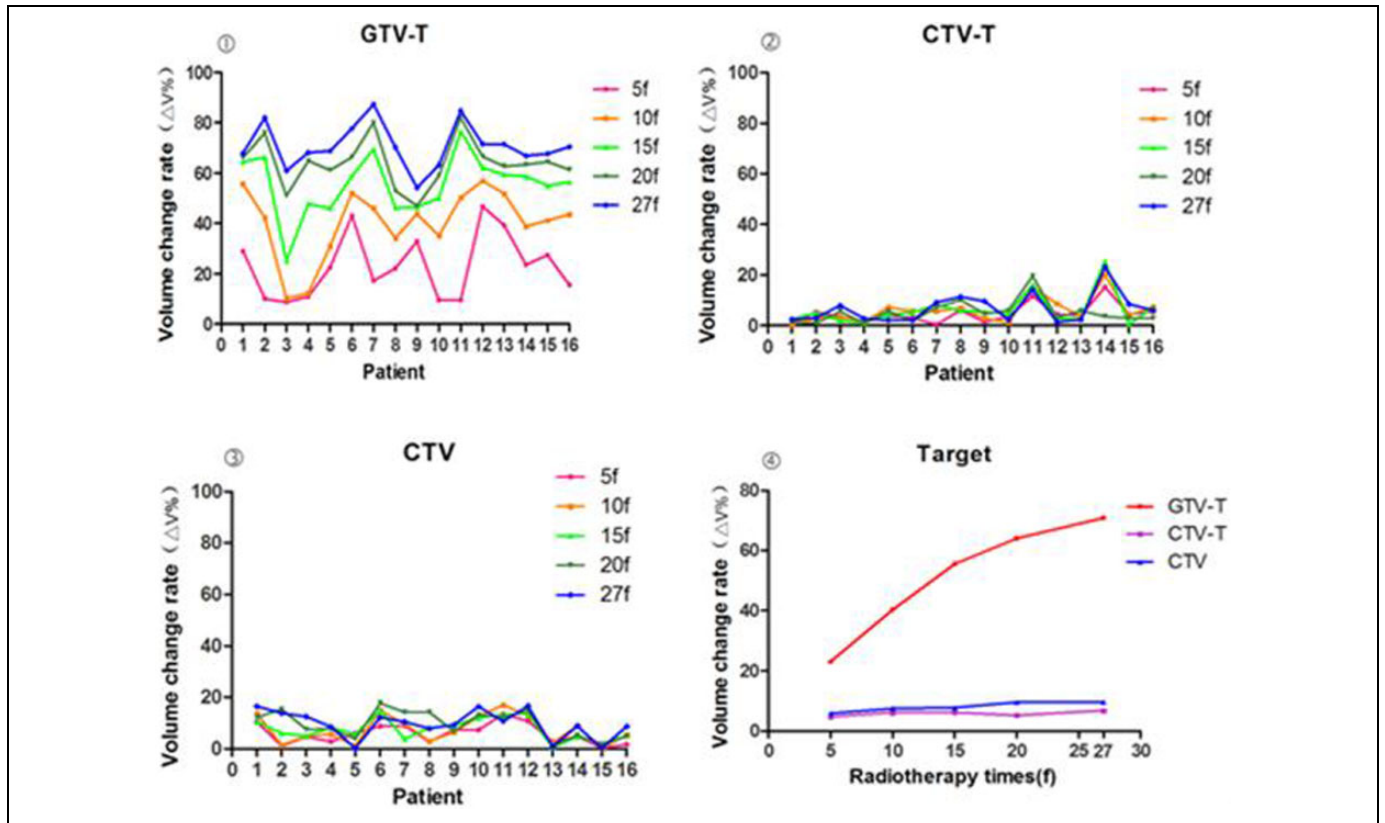 ① GTV-T
Volume change rate (△V%)
100
80
60
40
20
0
0 1 2 3 4 5 6 7 8 9 10 11 12 13 14 15 16
Patient
5f
10f
15f
20f
27f
② CTV-T
Volume change rate (△V%)
100
80
60
40
20
0
0 1 2 3 4 5 6 7 8 9 10 11 12 13 14 15 16
Patient
5f
10f
15f
20f
27f
③ CTV
Volume change rate (△V%)
100
80
60
40
20
0
0 1 2 3 4 5 6 7 8 9 10 11 12 13 14 15 16
Patient
5f
10f
15f
20f
27f
④ Target
Volume change rate (△V%)
80
60
40
20
0
0 5 10 15 20 25 27 30
Radiotherapy times(f)
GTV-T
CTV-T
CTV